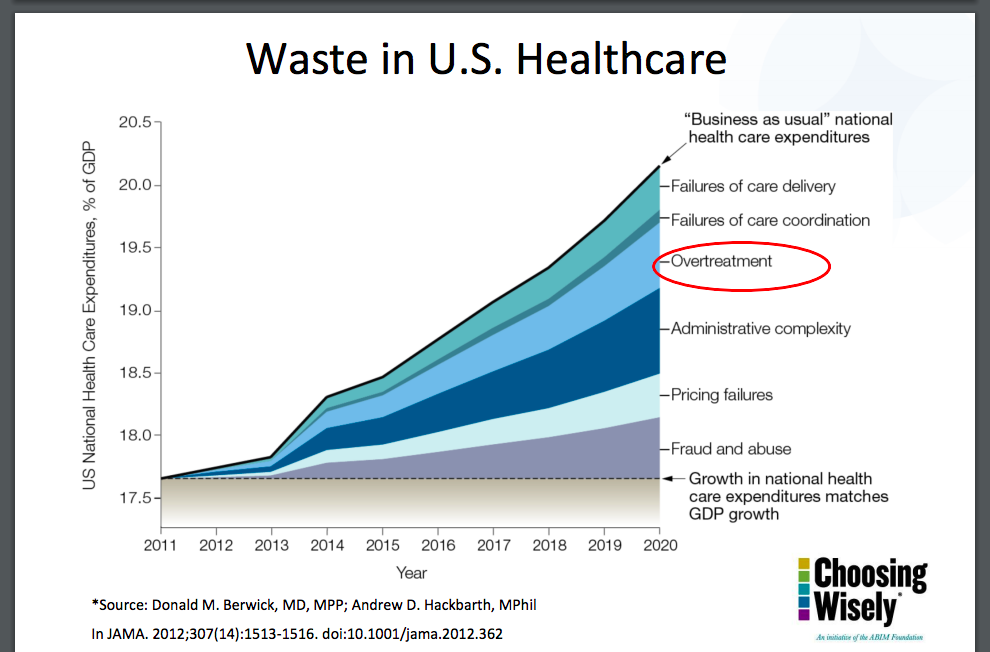 Waste in U.S. Healthcare
US National Health Care Expenditures, % of GDP
20.5
20.0
19.5
19.0
18.5
18.0
17.5
2011 2012 2013 2014 2015 2016 2017 2018 2019 2020
Year
“Business as usual” national
health care expenditures
Failures of care delivery
Failures of care coordination
Overtreatment
Administrative complexity
Pricing failures
Fraud and abuse
Growth in national health
care expenditures matches
GDP growth
*Source: Donald M. Berwick, MD, MPP; Andrew D. Hackbarth, MPhil
In JAMA. 2012;307(14):1513-1516. doi:10.1001/jama.2012.362
Choosing
Wisely®
An initiative of the ABIM Foundation